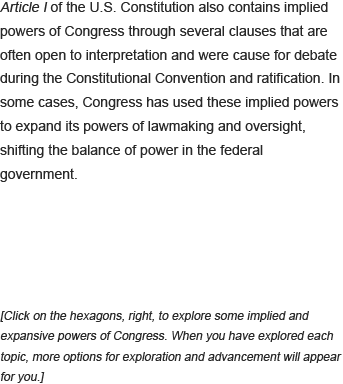 Article I of the U.S. Constitution also contains implied
powers of Congress through several clauses that are
often open to interpretation and were cause for debate
during the Constitutional Convention and ratification. In
some cases, Congress has used these implied powers
to expand its powers of lawmaking and oversight,
shifting the balance of power in the federal
government.
[Click on the hexagons, right, to explore some implied and
expansive powers of Congress. When you have explored each
topic, more options for exploration and advancement will appear
for you.]